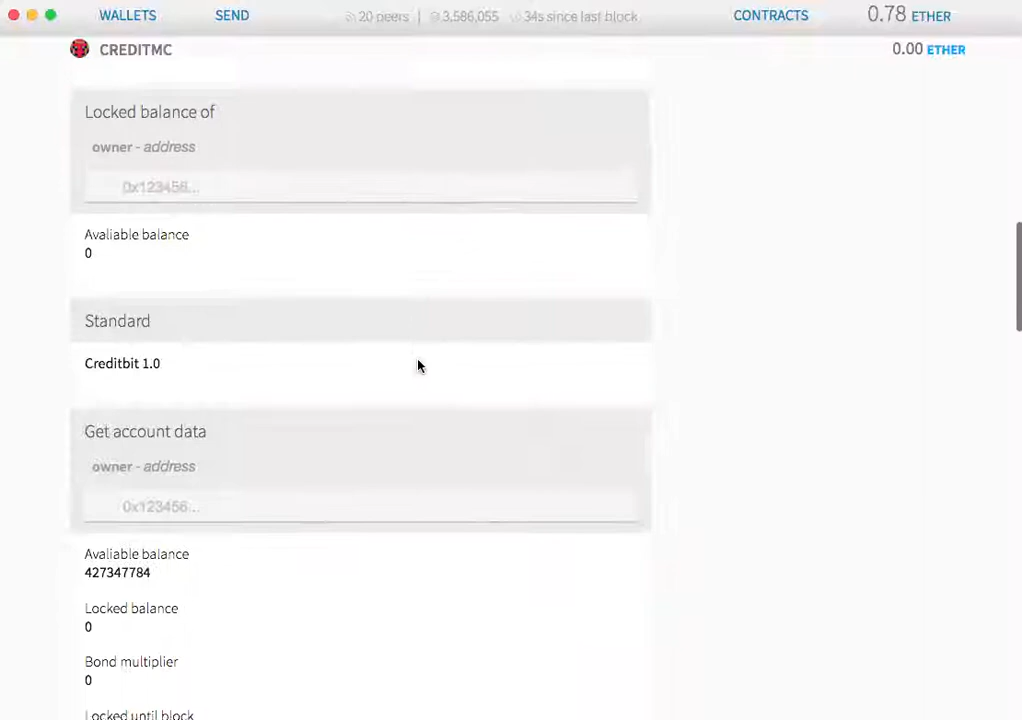 WALLETS SEND 20 peers | 3,586,055 34s since last block CONTRACTS 0.78 ETHER
CREDITMC 0.00 ETHER
Locked balance of
owner - address
0x123456...
Avaliable balance
0
Standard
Creditbit 1.0
Get account data
owner - address
0x123456...
Avaliable balance
427347784
Locked balance
0
Bond multiplier
0
Locked until block